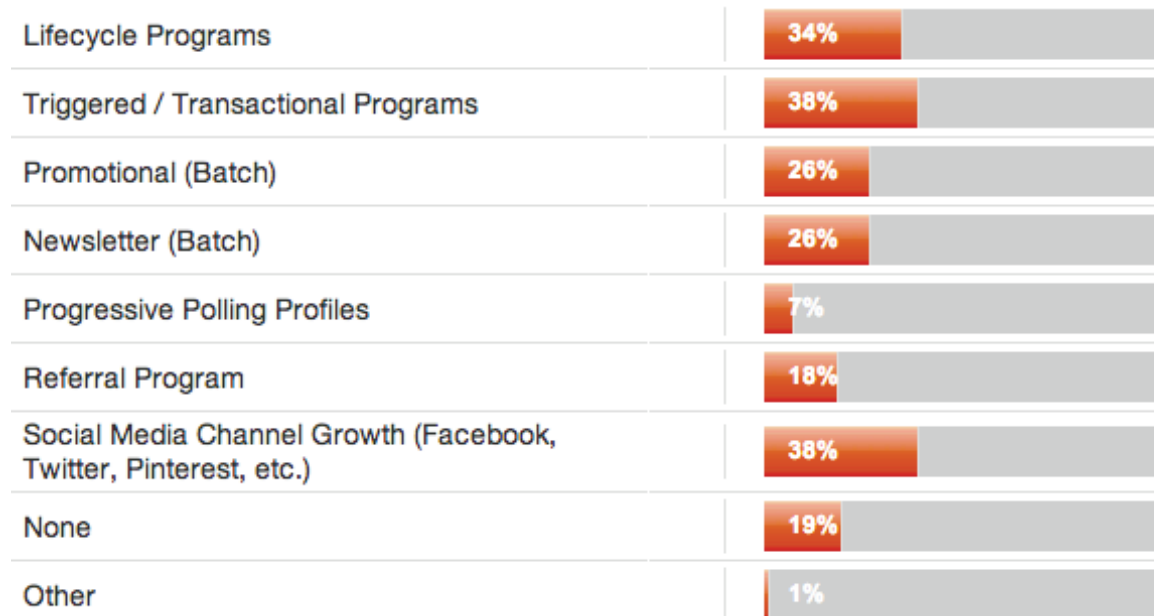 Lifecycle Programs 34%
Triggered / Transactional Programs 38%
Promotional (Batch) 26%
Newsletter (Batch) 26%
Progressive Polling Profiles 7%
Referral Program 18%
Social Media Channel Growth (Facebook,
Twitter, Pinterest, etc.) 38%
None 19%
Other 1%